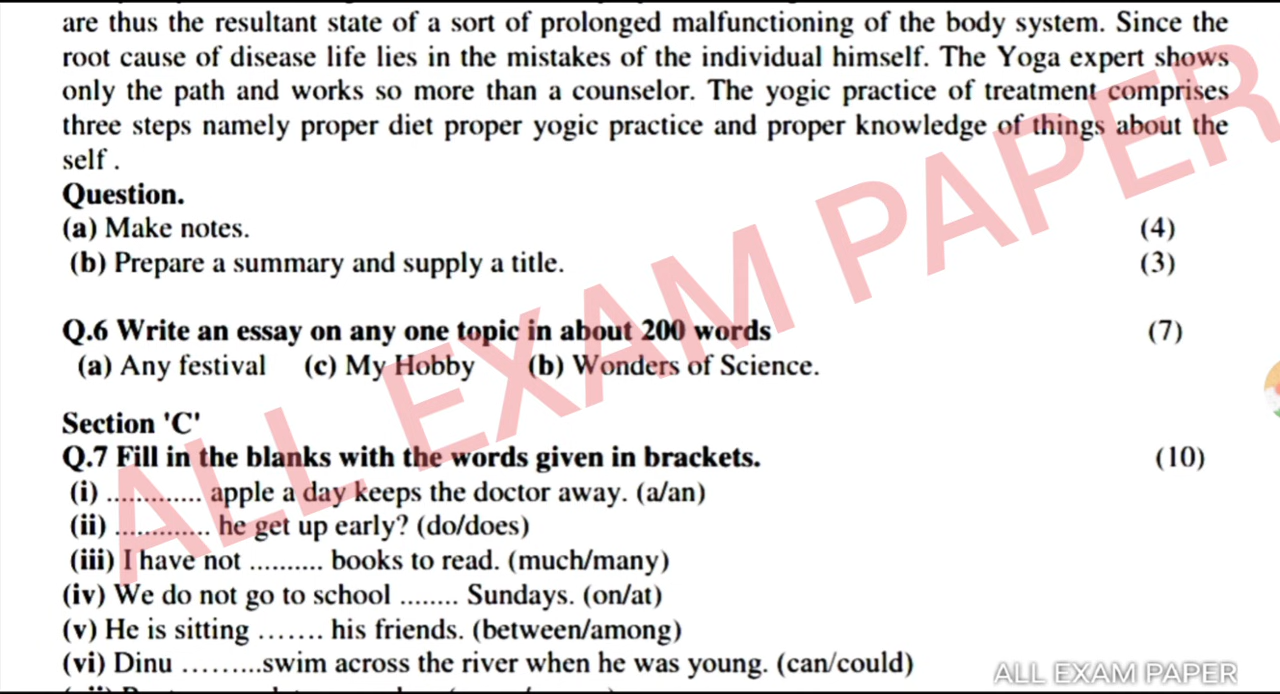 are thus the resultant state of a sort of prolonged malfunctioning of the body system. Since the
root cause of disease life lies in the mistakes of the individual himself. The Yoga expert shows
only the path and works so more than a counselor. The yogic practice of treatment comprises
three steps namely proper diet proper yogic practice and proper knowledge of things about the
self .
Question.
(a) Make notes. (4)
(b) Prepare a summary and supply a title. (3)
Q.6 Write an essay on any one topic in about 200 words (7)
(a) Any festival (c) My Hobby (b) Wonders of Science.
Section 'C'
Q.7 Fill in the blanks with the words given in brackets. (10)
(i) ............. apple a day keeps the doctor away. (a/an)
(ii) ............. he get up early? (do/does)
(iii) I have not .......... books to read. (much/many)
(iv) We do not go to school ........ Sundays. (on/at)
(v) He is sitting ....... his friends. (between/among)
(vi) Dinu .........swim across the river when he was young. (can/could)
ALL EXAM PAPER
ALL EXAM PAPER